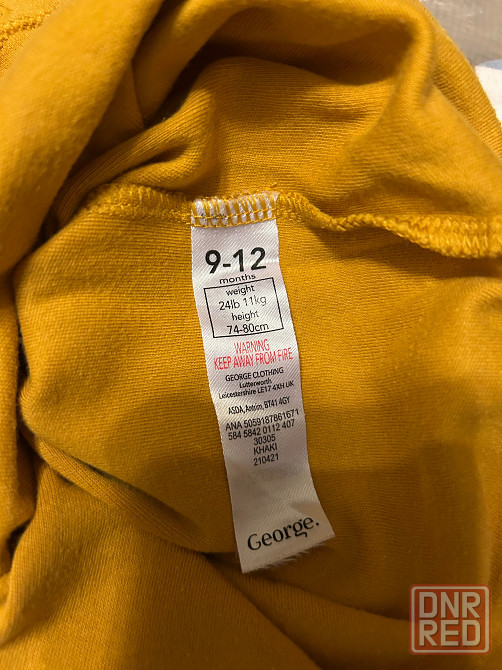 9-12
months
weight
24lb 11kg
height
74-80cm
WARNING
KEEP AWAY FROM FIRE
GEORGE CLOTHING
Lutterworth
Leicestershire LE17 4XH UK
ASDA, Antrim, BT41 4GY
ANA 5059187861671
584 5842 0112 407
30305
KHAKI
210421
George.
DNR
RED